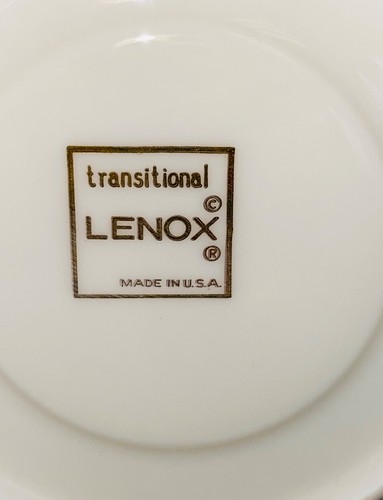 transitional
©
LENOX
®
MADE IN U.S.A.